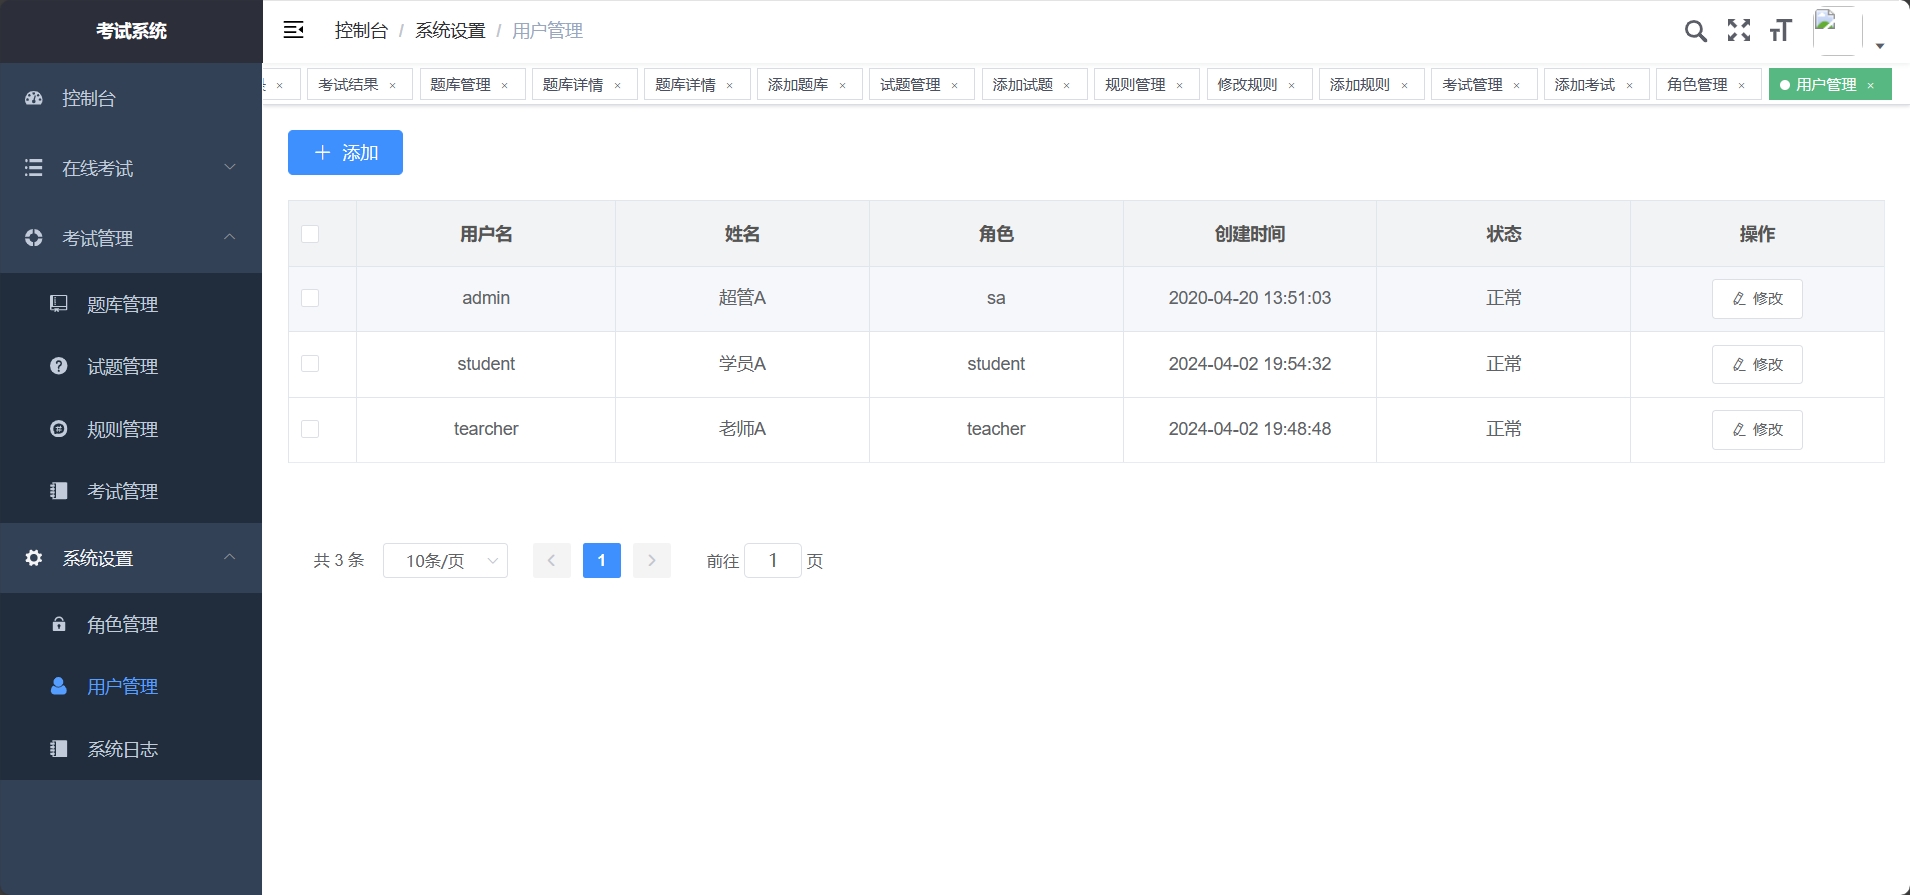 考试系统
控制台
在线考试
考试管理
题库管理
试题管理
规则管理
考试管理
系统设置
角色管理
用户管理
系统日志
控制台 / 系统设置 / 用户管理
考试结果 × 题库管理 × 题库详情 × 题库详情 × 添加题库 × 试题管理 × 添加试题 × 规则管理 × 修改规则 × 添加规则 × 考试管理 × 添加考试 × 角色管理 × 用户管理 ×
添加
用户名 姓名 角色 创建时间 状态 操作
admin 超管A sa 2020-04-20 13:51:03 正常 修改
student 学员A student 2024-04-02 19:54:32 正常 修改
tearcher 老师A teacher 2024-04-02 19:48:48 正常 修改
共 3 条 10条/页 1 前往 1 页